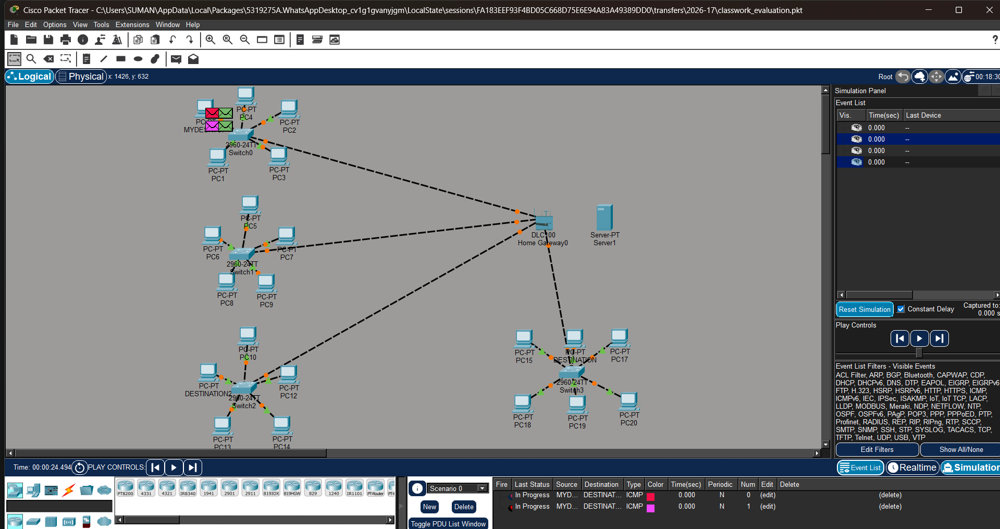 Cisco Packet Tracer - C:\Users\SUMAN\AppData\Local\Packages\5319275A.WhatsAppDesktop_cv1g1gvanyjgm\LocalState\sessions\FA183EEF93F4BD05C668D75E6E94A83A49389DD0\transfers\2026-17\classwork_evaluation.pkt
File Edit Options View Tools Extensions Window Help
?
Logical Physical x: 1426, y: 632
Root 00:18:30
PC-PT
PC4
PC-PT
PC2
2960-24TT
Switch0
PC-PT
PC1
PC-PT
PC3
PC-PT
PC5
PC-PT
PC6
PC-PT
PC7
2960-24TT
Switch1
PC-PT
PC8
PC-PT
PC9
DLC100
Home Gateway0
Server-PT
Server1
PC-PT
PC10
PC-PT
DESTINATION2
PC-PT
PC12
2960-24TT
Switch2
PC-PT
PC13
PC-PT
PC14
PC-PT
PC15
PC-PT
DESTINATION
PC-PT
PC17
2960-24TT
Switch3
PC-PT
PC18
PC-PT
PC19
PC-PT
PC20
Simulation Panel
Event List
Vis. Time(sec) Last Device
0.000 --
0.000 --
0.000 --
0.000 --
Reset Simulation Constant Delay Captured to:
0.000 s
Play Controls
Event List Filters - Visible Events
ACL Filter, ARP, BGP, Bluetooth, CAPWAP, CDP,
DHCP, DHCPv6, DNS, DTP, EAPOL, EIGRP, EIGRPv6
FTP, H.323, HSRP, HSRPv6, HTTP, HTTPS, ICMP,
ICMPv6, IEC, IPSec, ISAKMP, IoT, IoT TCP, LACP,
LLDP, MODBUS, Meraki, NDP, NETFLOW, NTP,
OSPF, OSPFv6, PAgP, POP3, PPP, PPPoED, PTP,
Profinet, RADIUS, REP, RIP, RIPng, RTP, SCCP,
SMTP, SNMP, SSH, STP, SYSLOG, TACACS, TCP,
TFTP, Telnet, UDP, USB, VTP
Edit Filters Show All/None
Time: 00:00:24.494 PLAY CONTROLS:
Event List Realtime Simulation
PT8200 4331 4321 IR8340 1941 2901 2911 819IOX 819HGW 829 1240 IR1101 PT-Router
Scenario 0
New Delete
Toggle PDU List Window
Fire Last Status Source Destination Type Color Time(sec) Periodic Num Edit Delete
In Progress MYD... DESTINAT... ICMP 0.000 N 0 (edit) (delete)
In Progress MYD... DESTINAT... ICMP 0.000 N 1 (edit) (delete)